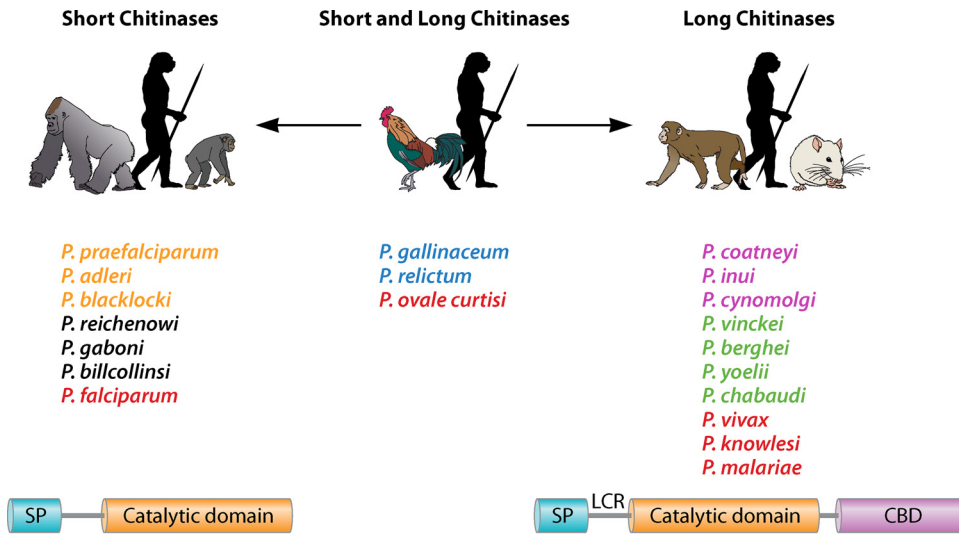 Short Chitinases
Short and Long Chitinases
Long Chitinases
P. praefalciparum
P. adleri
P. blacklocki
P. reichenowi
P. gaboni
P. billcollinsi
P. falciparum
P. gallinaceum
P. relictum
P. ovale curtisi
P. coatneyi
P. inui
P. cynomolgi
P. vinckei
P. berghei
P. yoelii
P. chabaudi
P. vivax
P. knowlesi
P. malariae
SP
Catalytic domain
SP
LCR
Catalytic domain
CBD